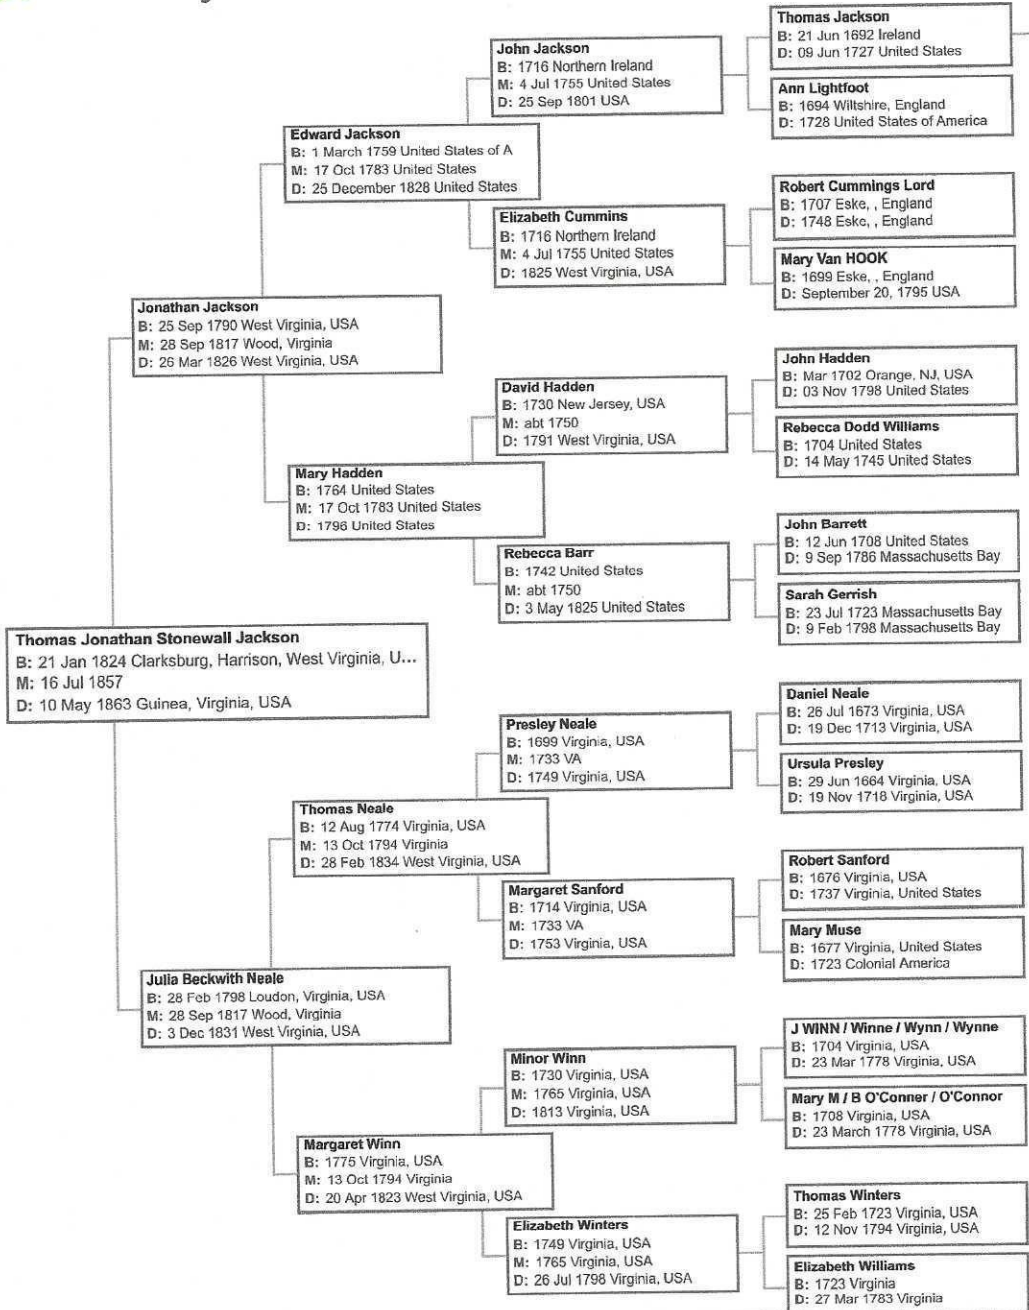 Thomas Jackson
B: 21 Jun 1692 Ireland
D: 09 Jun 1727 United States
John Jackson
B: 1716 Northern Ireland
M: 4 Jul 1755 United States
D: 25 Sep 1801 USA
Ann Lightfoot
B: 1694 Wiltshire, England
D: 1728 United States of America
Edward Jackson
B: 1 March 1759 United States of A
M: 17 Oct 1783 United States
D: 25 December 1828 United States
Robert Cummings Lord
B: 1707 Eske, , England
D: 1748 Eske, , England
Elizabeth Cummins
B: 1716 Northern Ireland
M: 4 Jul 1755 United States
D: 1825 West Virginia, USA
Mary Van HOOK
B: 1699 Eske, , England
D: September 20, 1795 USA
Jonathan Jackson
B: 25 Sep 1790 West Virginia, USA
M: 28 Sep 1817 Wood, Virginia
D: 26 Mar 1826 West Virginia, USA
John Hadden
B: Mar 1702 Orange, NJ, USA
D: 03 Nov 1798 United States
David Hadden
B: 1730 New Jersey, USA
M: abt 1750
D: 1791 West Virginia, USA
Rebecca Dodd Williams
B: 1704 United States
D: 14 May 1745 United States
Mary Hadden
B: 1764 United States
M: 17 Oct 1783 United States
D: 1796 United States
John Barrett
B: 12 Jun 1708 United States
D: 9 Sep 1786 Massachusetts Bay
Rebecca Barr
B: 1742 United States
M: abt 1750
D: 3 May 1825 United States
Sarah Gerrish
B: 23 Jul 1723 Massachusetts Bay
D: 9 Feb 1798 Massachusetts Bay
Thomas Jonathan Stonewall Jackson
B: 21 Jan 1824 Clarksburg, Harrison, West Virginia, U...
M: 16 Jul 1857
D: 10 May 1863 Guinea, Virginia, USA
Daniel Neale
B: 26 Jul 1673 Virginia, USA
D: 19 Dec 1713 Virginia, USA
Presley Neale
B: 1699 Virginia, USA
M: 1733 VA
D: 1749 Virginia, USA
Ursula Presley
B: 29 Jun 1664 Virginia, USA
D: 19 Nov 1718 Virginia, USA
Thomas Neale
B: 12 Aug 1774 Virginia, USA
M: 13 Oct 1794 Virginia
D: 28 Feb 1834 West Virginia, USA
Robert Sanford
B: 1676 Virginia, USA
D: 1737 Virginia, United States
Margaret Sanford
B: 1714 Virginia, USA
M: 1733 VA
D: 1753 Virginia, USA
Mary Muse
B: 1677 Virginia, United States
D: 1723 Colonial America
Julia Beckwith Neale
B: 28 Feb 1798 Loudon, Virginia, USA
M: 28 Sep 1817 Wood, Virginia
D: 3 Dec 1831 West Virginia, USA
J WINN / Winne / Wynn / Wynne
B: 1704 Virginia, USA
D: 23 Mar 1778 Virginia, USA
Minor Winn
B: 1730 Virginia, USA
M: 1765 Virginia, USA
D: 1813 Virginia, USA
Mary M / B O'Conner / O'Connor
B: 1708 Virginia, USA
D: 23 March 1778 Virginia, USA
Margaret Winn
B: 1775 Virginia, USA
M: 13 Oct 1794 Virginia
D: 20 Apr 1823 West Virginia, USA
Thomas Winters
B: 25 Feb 1723 Virginia, USA
D: 12 Nov 1794 Virginia, USA
Elizabeth Winters
B: 1749 Virginia, USA
M: 1765 Virginia, USA
D: 26 Jul 1798 Virginia, USA
Elizabeth Williams
B: 1723 Virginia
D: 27 Mar 1783 Virginia